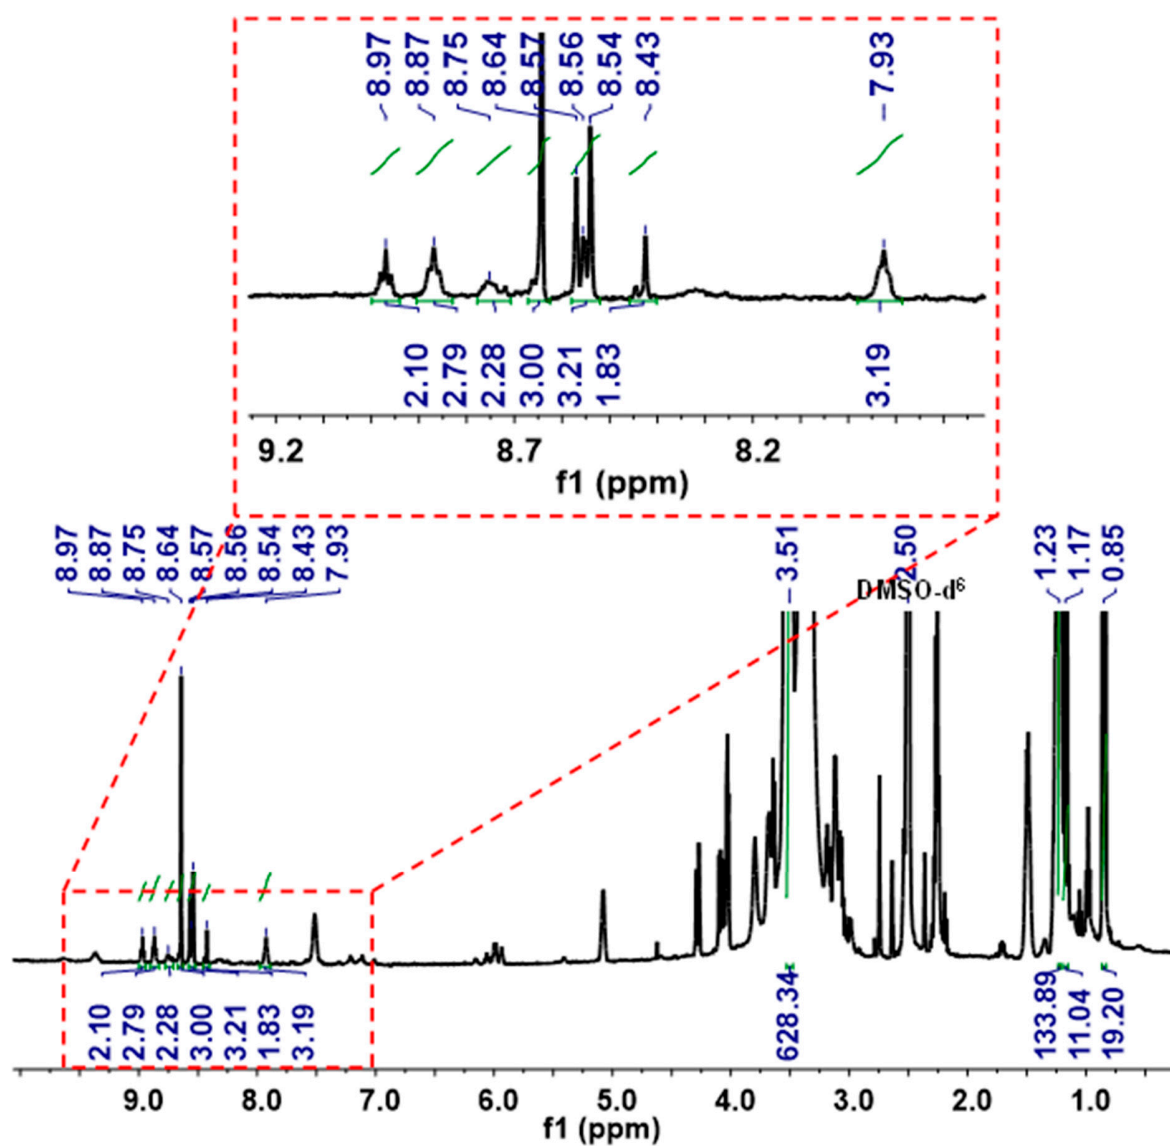 8.97 8.87 8.75 8.64 8.57 8.56 8.54 8.43 7.93
2.10 2.79 2.28 3.00 3.21 1.83 3.19
9.2 8.7 8.2
f1 (ppm)
8.97 8.87 8.75 8.64 8.57 8.56 8.54 8.43 7.93 3.51 2.50 1.23 1.17 0.85
DMSO-d⁶
2.10 2.79 2.28 3.00 3.21 1.83 3.19 628.34 133.89 11.04 19.20
9.0 8.0 7.0 6.0 5.0 4.0 3.0 2.0 1.0
f1 (ppm)